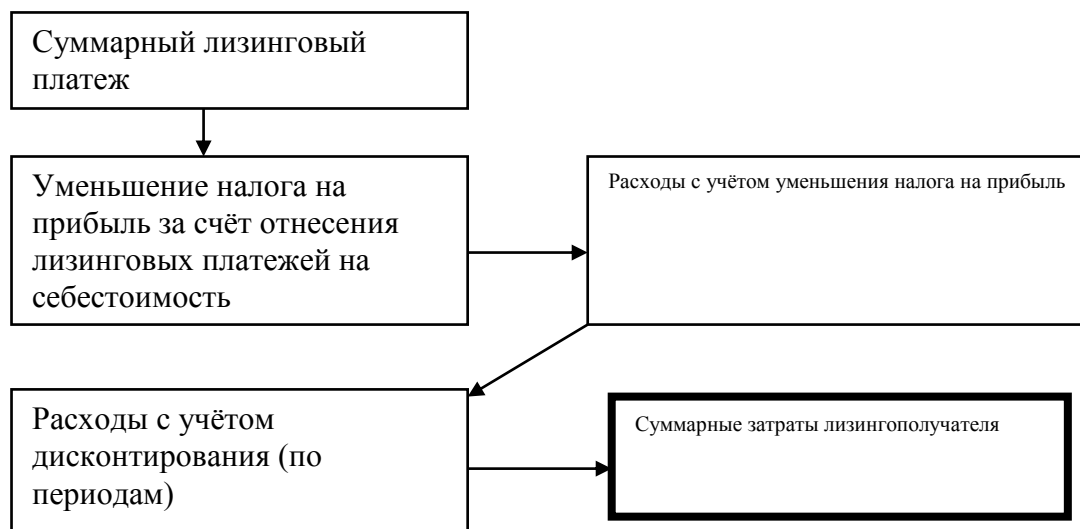 Суммарный лизинговый
платеж
Уменьшение налога на
прибыль за счёт отнесения
лизинговых платежей на
себестоимость
Расходы с учётом уменьшения налога на прибыль
Расходы с учётом
дисконтирования (по
периодам)
Суммарные затраты лизингополучателя